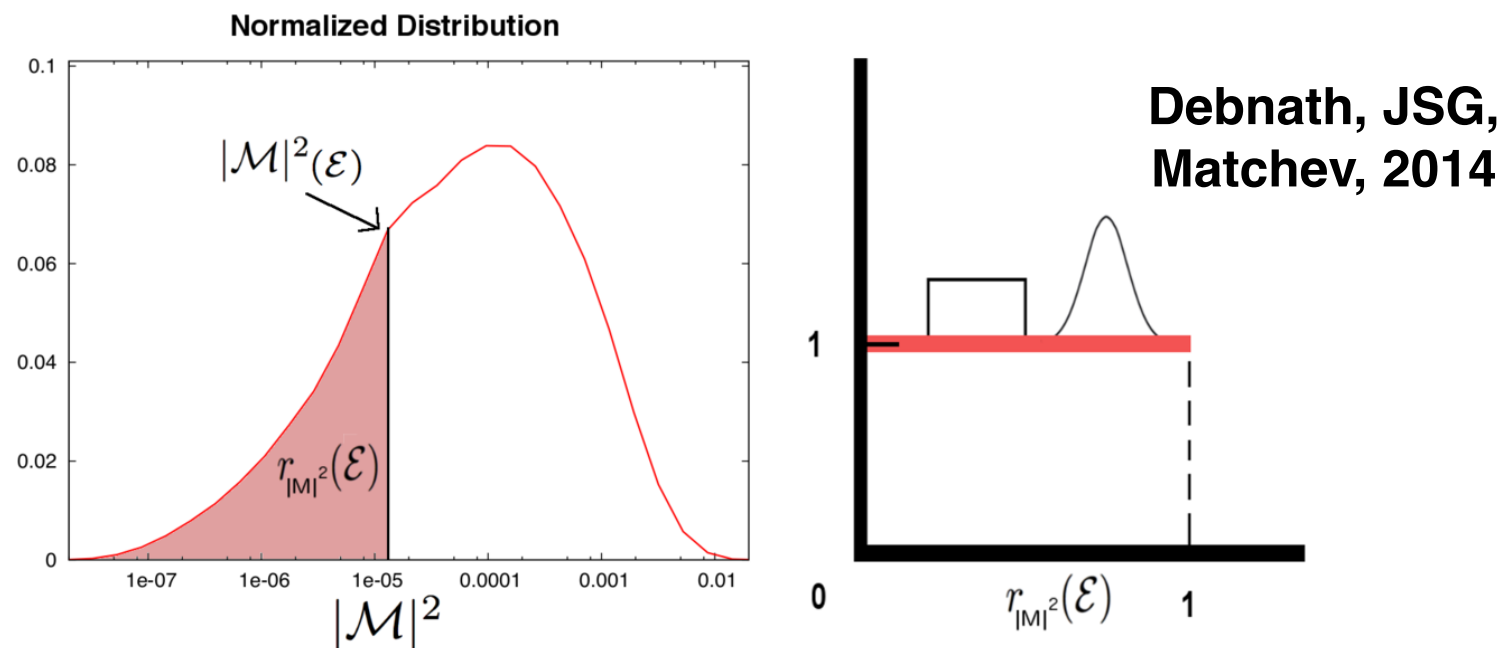 Normalized Distribution
0.1
0.08
0.06
0.04
0.02
0
|ℳ|²(ℰ)
r|M|²(ℰ)
1e-07 1e-06 1e-05 0.0001 0.001 0.01
|ℳ|²
Debnath, JSG,
Matchev, 2014
1
0 1
r|M|²(ℰ)